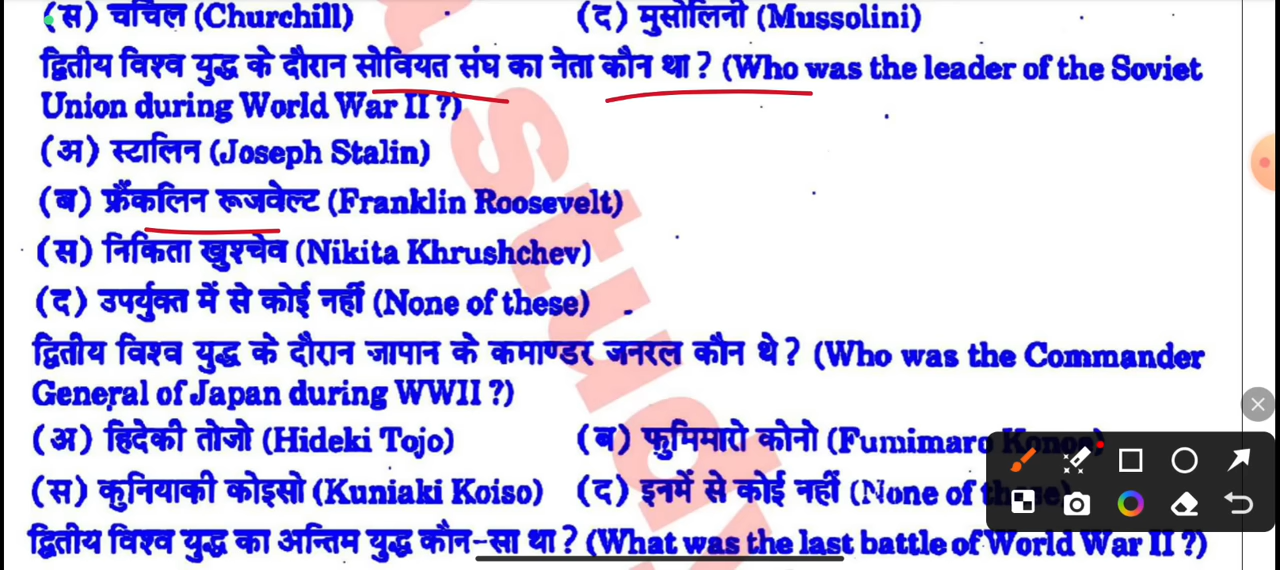 (स) चर्चिल (Churchill) (द) मुसोलिनी (Mussolini)
द्वितीय विश्व युद्ध के दौरान सोवियत संघ का नेता कौन था ? (Who was the leader of the Soviet
Union during World War II ?)
(अ) स्टालिन (Joseph Stalin)
(ब) फ्रैंकलिन रूजवेल्ट (Franklin Roosevelt)
(स) निकिता ख्रुश्चेव (Nikita Khrushchev)
(द) उपर्युक्त में से कोई नहीं (None of these)
द्वितीय विश्व युद्ध के दौरान जापान के कमाण्डर जनरल कौन थे ? (Who was the Commander
General of Japan during WWII ?)
(अ) हिदेकी तोजो (Hideki Tojo) (ब) फुमिमारो कोनो (Fumimaro Konoe)
(स) कुनियाकी कोइसो (Kuniaki Koiso) (द) इनमें से कोई नहीं (None of these)
द्वितीय विश्व युद्ध का अन्तिम युद्ध कौन-सा था ? (What was the last battle of World War II ?)